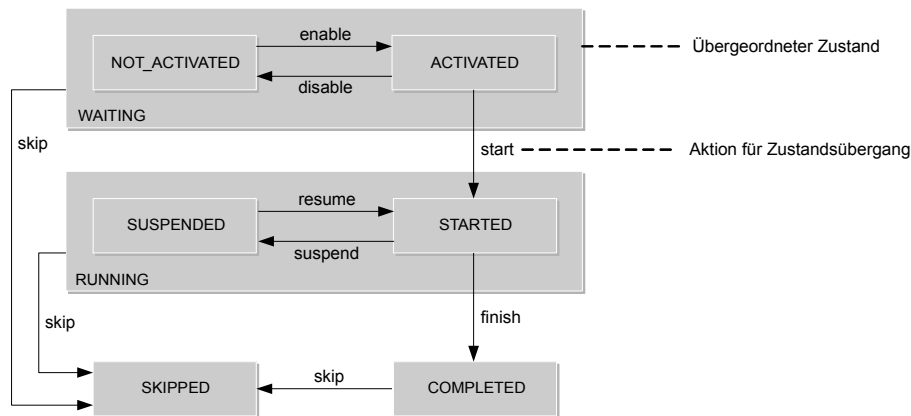 enable
NOT_ACTIVATED
ACTIVATED
Übergeordneter Zustand
disable
WAITING
skip
start
Aktion für Zustandsübergang
resume
SUSPENDED
STARTED
suspend
RUNNING
skip
finish
SKIPPED
skip
COMPLETED